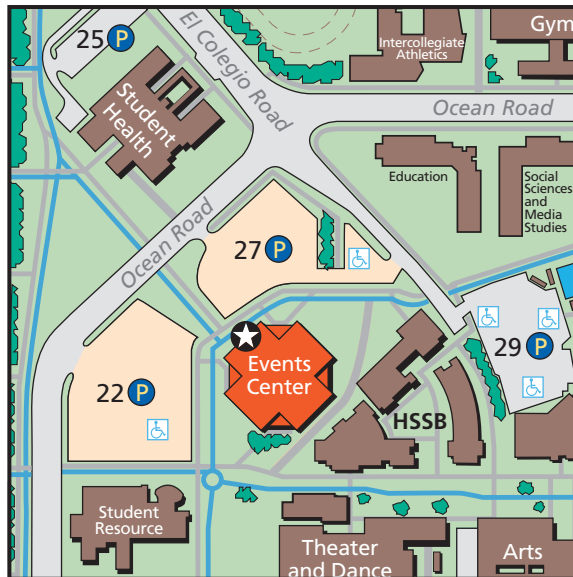 25 P
El Colegio Road
Intercollegiate
Athletics
Gym
Student
Health
Ocean Road
Education
Social
Sciences
and
Media
Studies
Ocean Road
27 P
29 P
Events
Center
22 P
HSSB
Student
Resource
Theater
and Dance
Arts